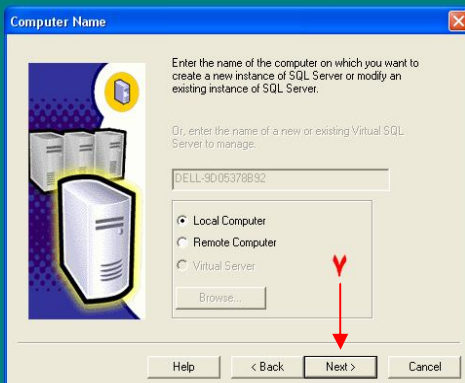 Computer Name
Enter the name of the computer on which you want to
create a new instance of SQL Server or modify an
existing instance of SQL Server.
Or, enter the name of a new or existing Virtual SQL
Server to manage.
DELL-9D05378B92
Local Computer
Remote Computer
Virtual Server
۷
Browse...
Help
< Back
Next >
Cancel